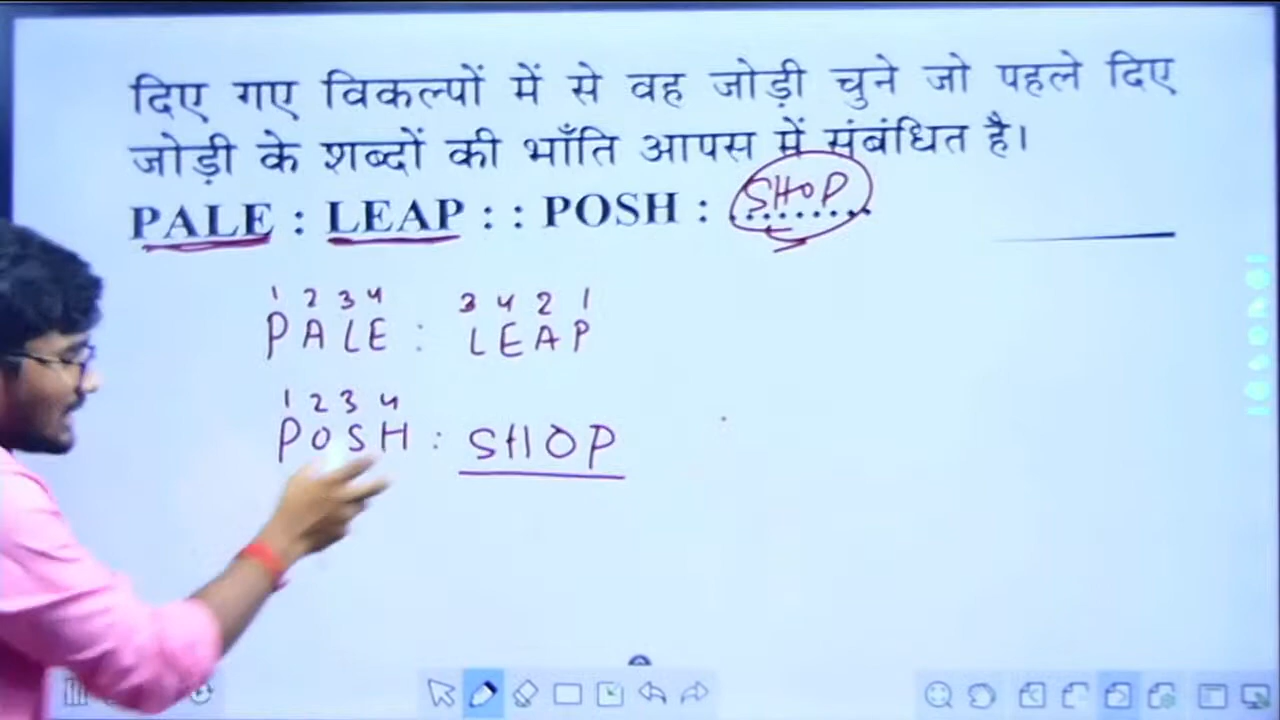 दिए गए विकल्पों में से वह जोड़ी चुने जो पहले दिए
जोड़ी के शब्दों की भाँति आपस में संबंधित है।
PALE : LEAP : : POSH : ........ SHOP
1 2 3 4 3 4 2 1
PALE : LEAP
1 2 3 4
POSH : SHOP